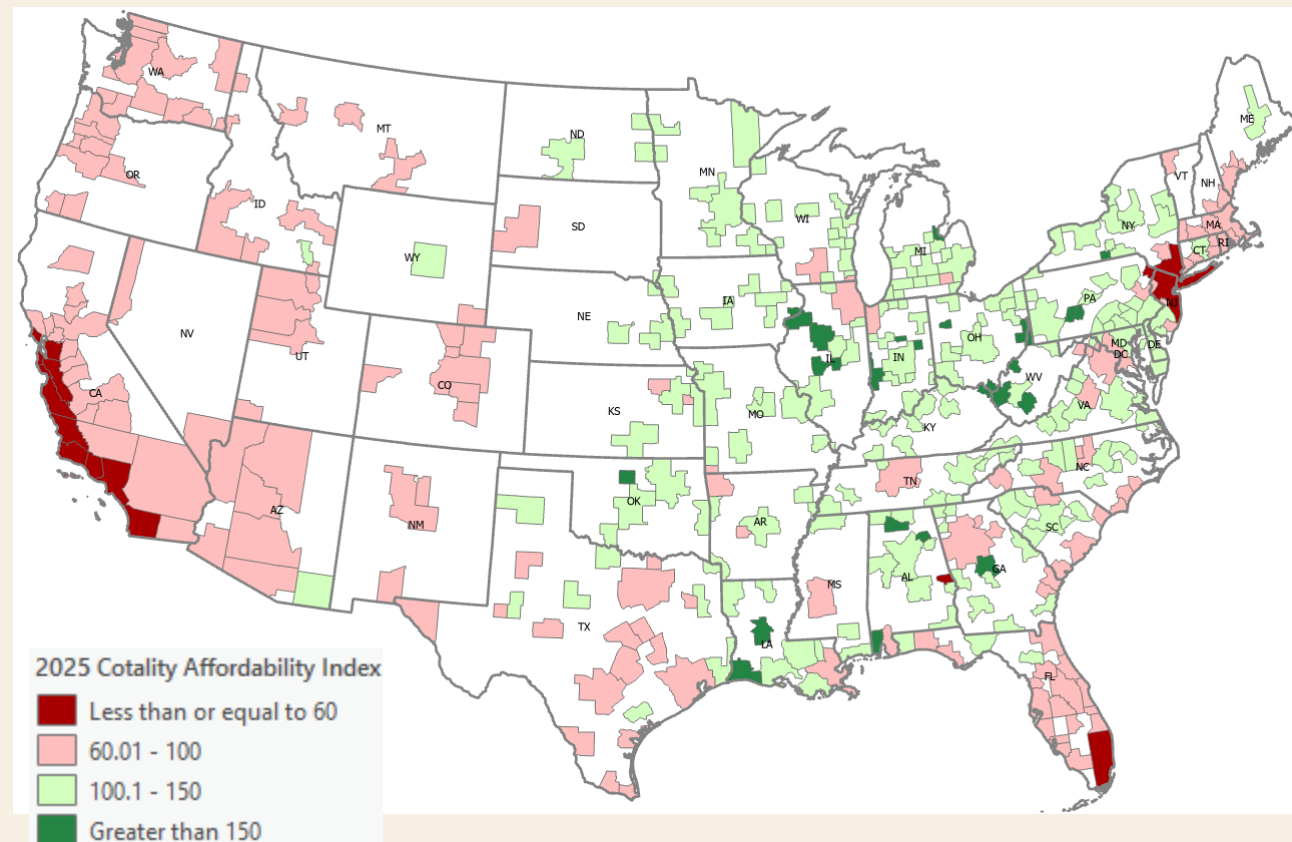 WA
MT
ND
ME
OR
MN
VT
NH
ID
WI
NY
MA
SD
MI
CT
RI
WY
IA
PA
NJ
NE
OH
NV
IL
IN
MD
DE
DC
UT
CO
WV
CA
KS
MO
VA
KY
NC
TN
OK
AZ
NM
AR
SC
MS
AL
GA
TX
LA
FL
2025 Cotality Affordability Index
Less than or equal to 60
60.01 - 100
100.1 - 150
Greater than 150